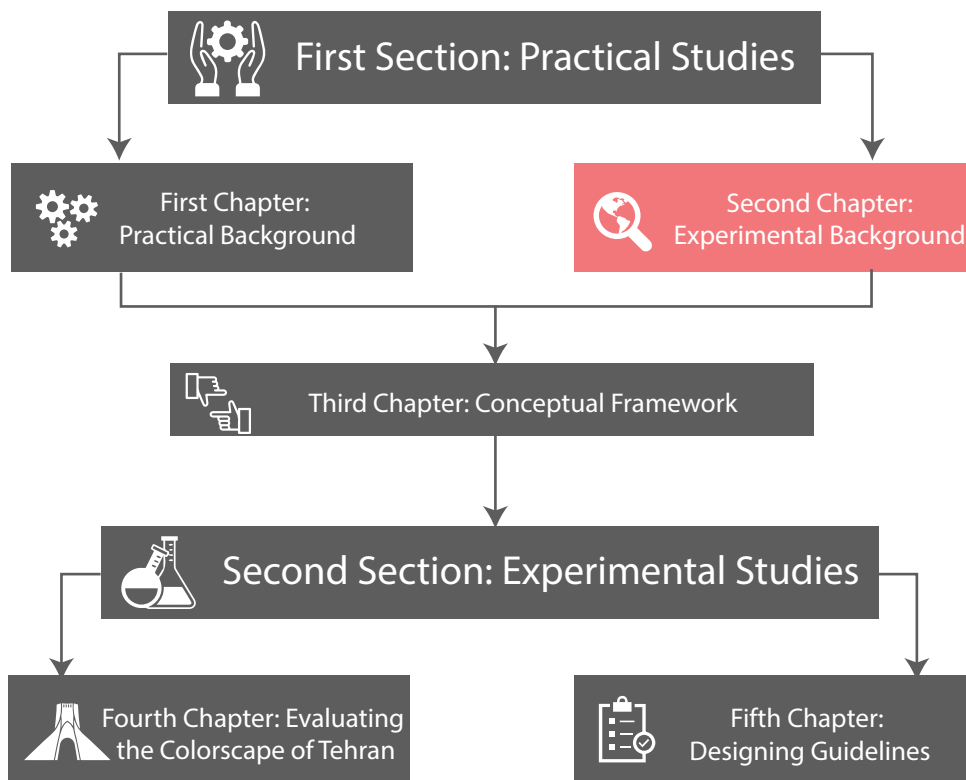 First Section: Practical Studies
First Chapter:
Practical Background
Second Chapter:
Experimental Background
Third Chapter: Conceptual Framework
Second Section: Experimental Studies
Fourth Chapter: Evaluating
the Colorscape of Tehran
Fifth Chapter:
Designing Guidelines